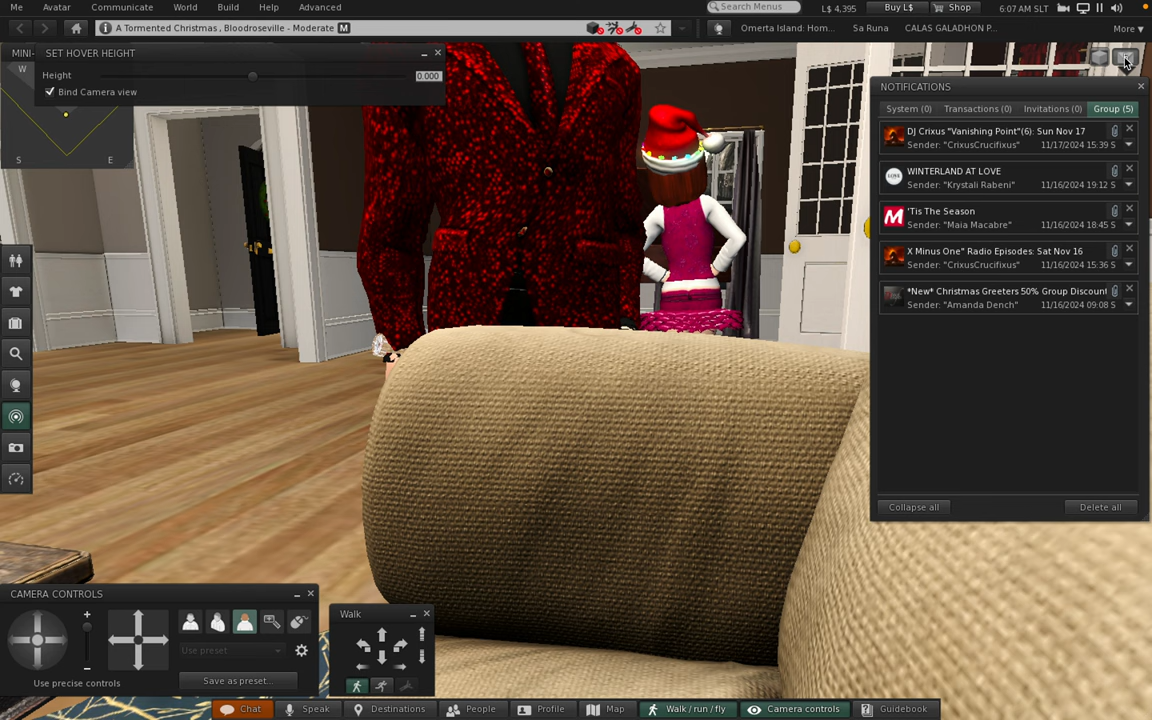 Me Avatar Communicate World Build Help Advanced Search Menus L$ 4,395 Buy L$ Shop 6:07 AM SLT
A Tormented Christmas , Bloodroseville - Moderate M Omerta Island: Hom... Sa Runa CALAS GALADHON P... More ▼
MINI-
SET HOVER HEIGHT
Height 0.000
Bind Camera view
W
S E
NOTIFICATIONS
System (0) Transactions (0) Invitations (0) Group (5)
DJ Crixus "Vanishing Point"(6): Sun Nov 17
Sender: "CrixusCrucifixus" 11/17/2024 15:39 S
LOVE
WINTERLAND AT LOVE
Sender: "Krystali Rabeni" 11/16/2024 19:12 S
M
'Tis The Season
Sender: "Maia Macabre" 11/16/2024 18:45 S
X Minus One" Radio Episodes: Sat Nov 16
Sender: "CrixusCrucifixus" 11/16/2024 15:36 S
*New* Christmas Greeters 50% Group Discount
Sender: "Amanda Dench" 11/16/2024 09:08 S
Collapse all Delete all
CAMERA CONTROLS
Use preset
Use precise controls
Save as preset...
Walk
Chat Speak Destinations People Profile Map Walk / run / fly Camera controls Guidebook